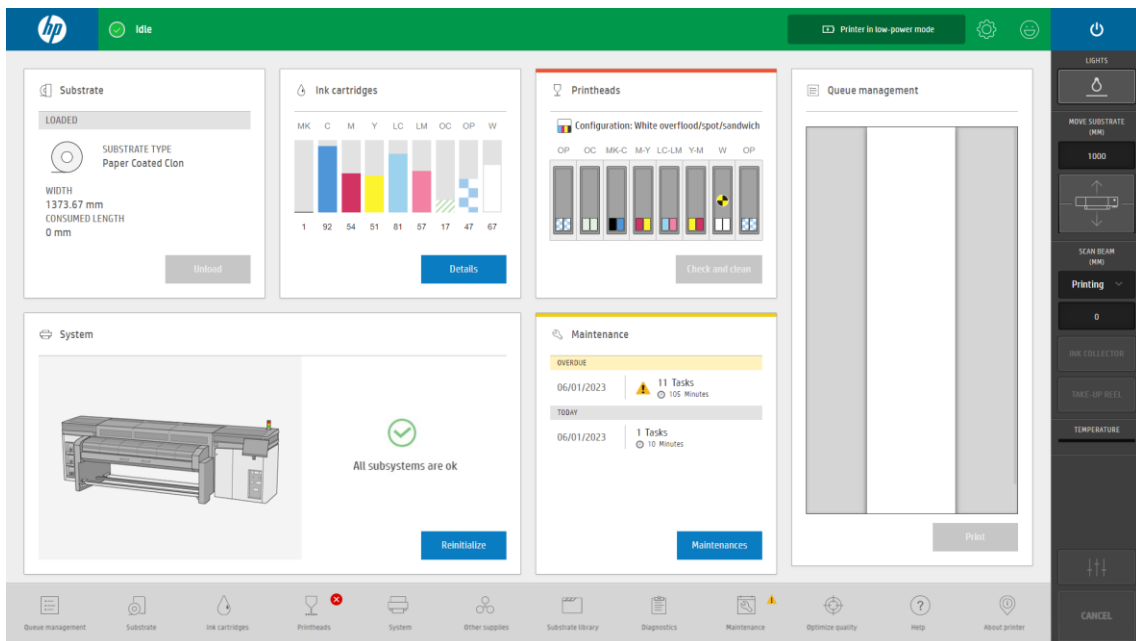 hp
Idle
Printer in low-power mode
Substrate
LOADED
SUBSTRATE TYPE
Paper Coated Clon
WIDTH
1373.67 mm
CONSUMED LENGTH
0 mm
Unload
Ink cartridges
MK C M Y LC LM OC OP W
1 92 54 51 81 57 17 47 67
Details
Printheads
Configuration: White overflood/spot/sandwich
OP OC MK-C M-Y LC-LM Y-M W OP
Check and clean
Queue management
Print
System
All subsystems are ok
Reinitialize
Maintenance
OVERDUE
06/01/2023 11 Tasks
105 Minutes
TODAY
06/01/2023 1 Tasks
10 Minutes
Maintenances
LIGHTS
MOVE SUBSTRATE
(MM)
1000
SCAN BEAM
(MM)
Printing
0
INK COLLECTOR
TAKE-UP REEL
TEMPERATURE
CANCEL
Queue management
Substrate
Ink cartridges
Printheads
System
Other supplies
Substrate library
Diagnostics
Maintenance
Optimize quality
Help
About printer